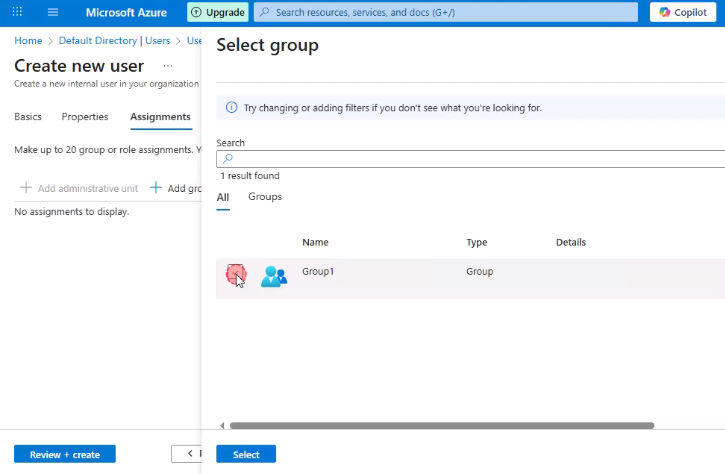 Microsoft Azure
Upgrade
Search resources, services, and docs (G+/)
Copilot
Home > Default Directory | Users >
Create new user ...
Create a new internal user in your organization
Basics Properties Assignments
Make up to 20 group or role assignments.
Add administrative unit
Add
No assignments to display.
Review + create
<
Select group
Try changing or adding filters if you don't see what you're looking for.
Search
1 result found
All Groups
Name Type Details
Group1 Group
Select